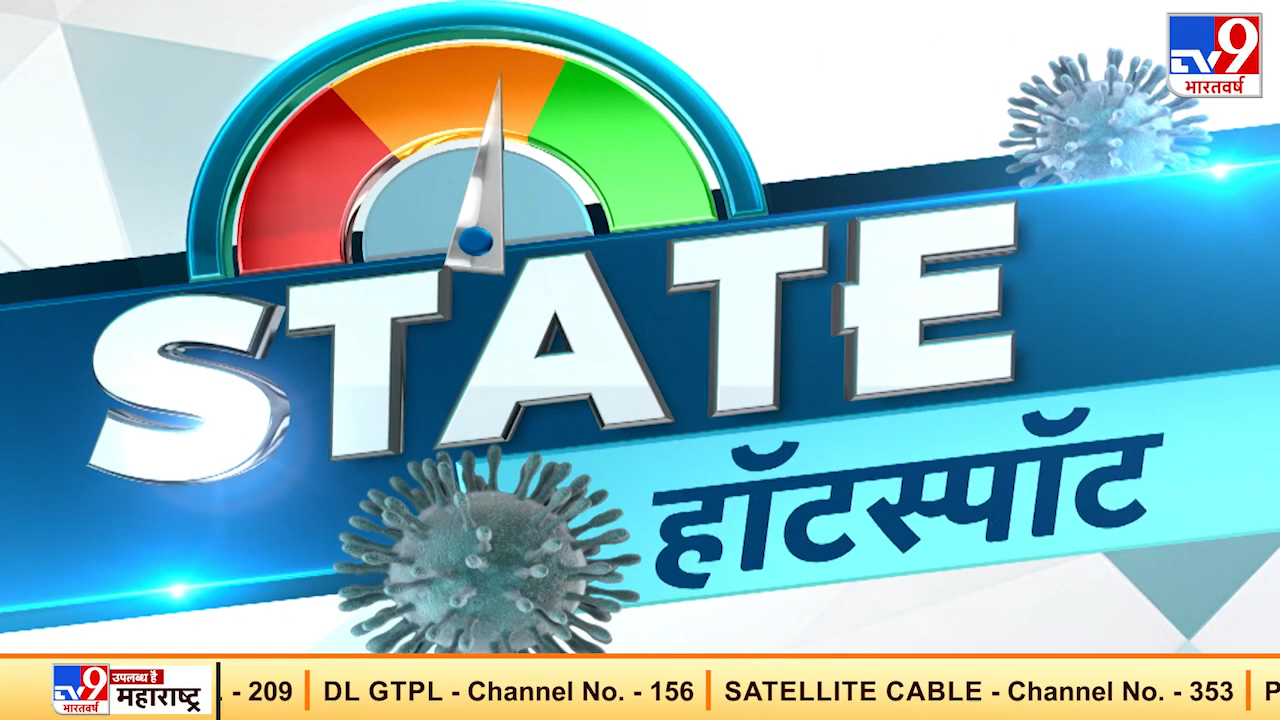 TV9
भारतवर्ष
STATE
हॉटस्पॉट
TV9
भारतवर्ष
उपलब्ध है
महाराष्ट्र
. - 209 | DL GTPL - Channel No. - 156 | SATELLITE CABLE - Channel No. - 353 | P